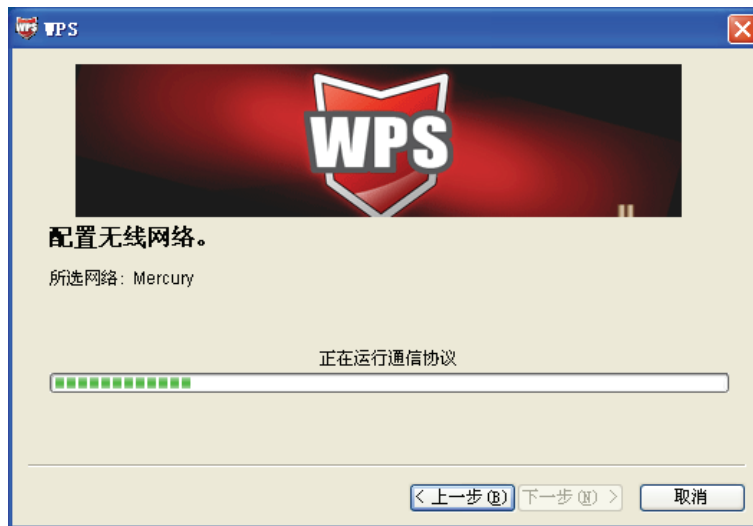 WPS WPS
WPS
配置无线网络。
所选网络: Mercury
正在运行通信协议
< 上一步(B) 下一步(N) > 取消